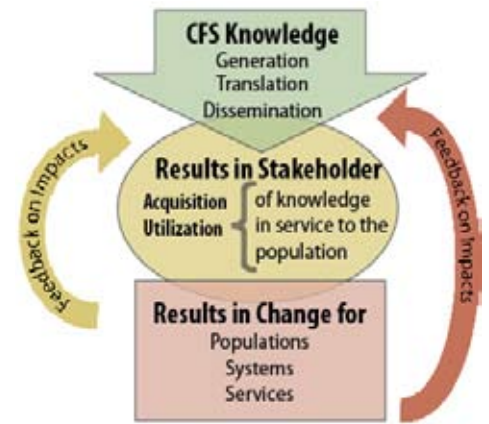 CFS Knowledge
Generation
Translation
Dissemination
Feedback on Impacts
Results in Stakeholder
Acquisition
Utilization
of knowledge
in service to the
population
Feedback on Impacts
Results in Change for
Populations
Systems
Services